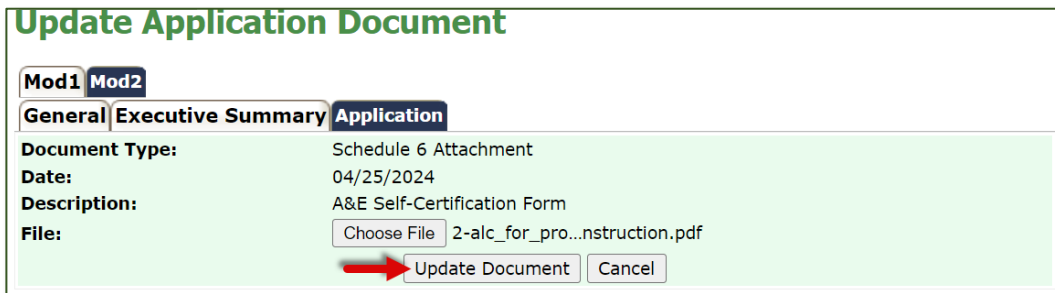 Update Application Document
Mod1 Mod2
General Executive Summary Application
Document Type: Schedule 6 Attachment
Date: 04/25/2024
Description: A&E Self-Certification Form
File: Choose File 2-alc_for_pro...nstruction.pdf
Update Document Cancel